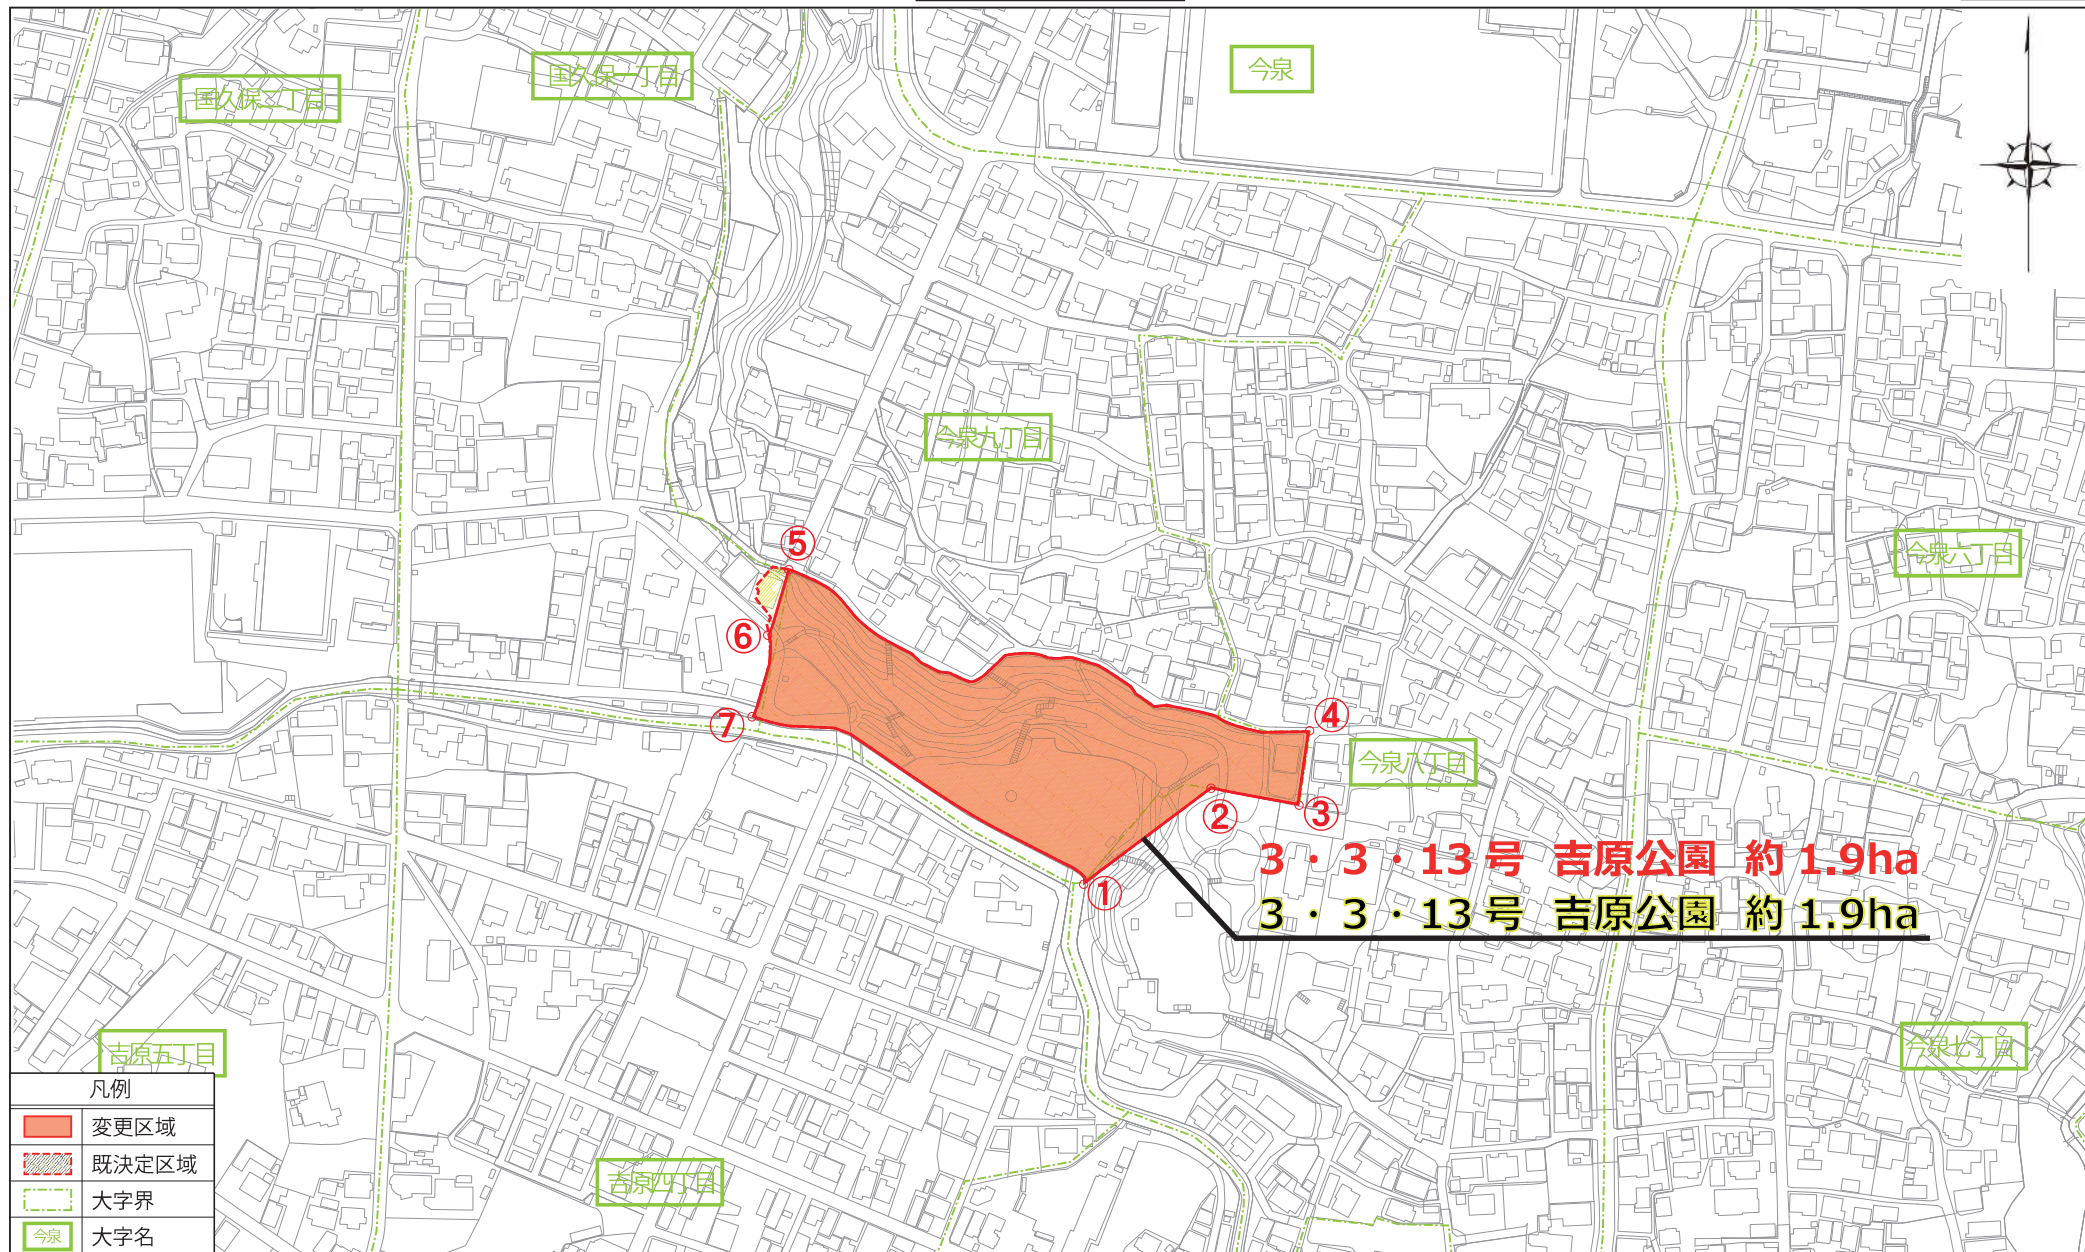 国久保二丁目
国久保一丁目
今泉
今泉九丁目
今泉六丁目
⑤
⑥
⑦
④
今泉八丁目
②
③
①
3・3・13号 吉原公園 約1.9ha
3・3・13号 吉原公園 約1.9ha
吉原五丁目
今泉七丁目
吉原四丁目
凡例
変更区域
既決定区域
大字界
今泉 大字名